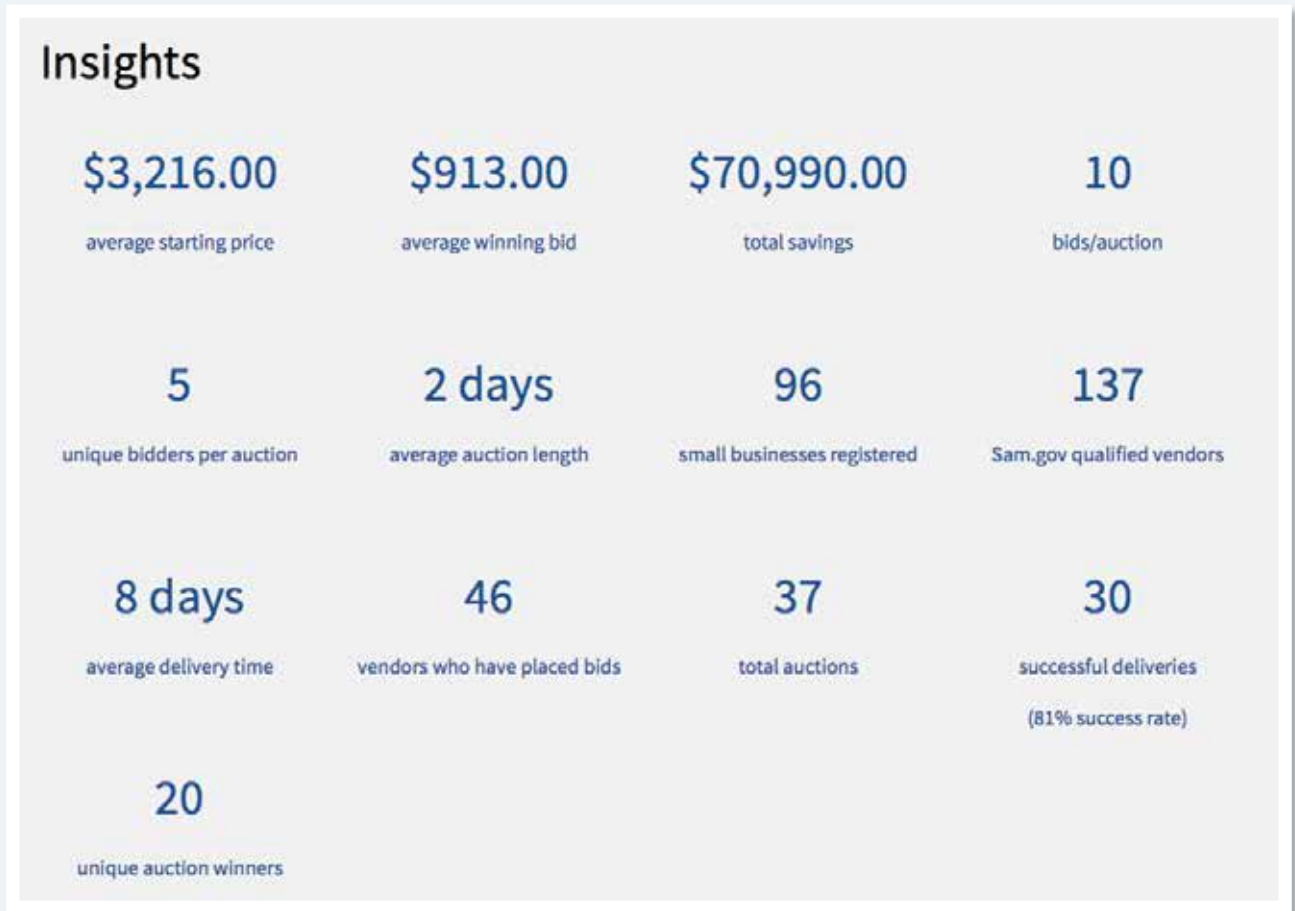 Insights
$3,216.00
average starting price
$913.00
average winning bid
$70,990.00
total savings
10
bids/auction
5
unique bidders per auction
2 days
average auction length
96
small businesses registered
137
Sam.gov qualified vendors
8 days
average delivery time
46
vendors who have placed bids
37
total auctions
30
successful deliveries
(81% success rate)
20
unique auction winners